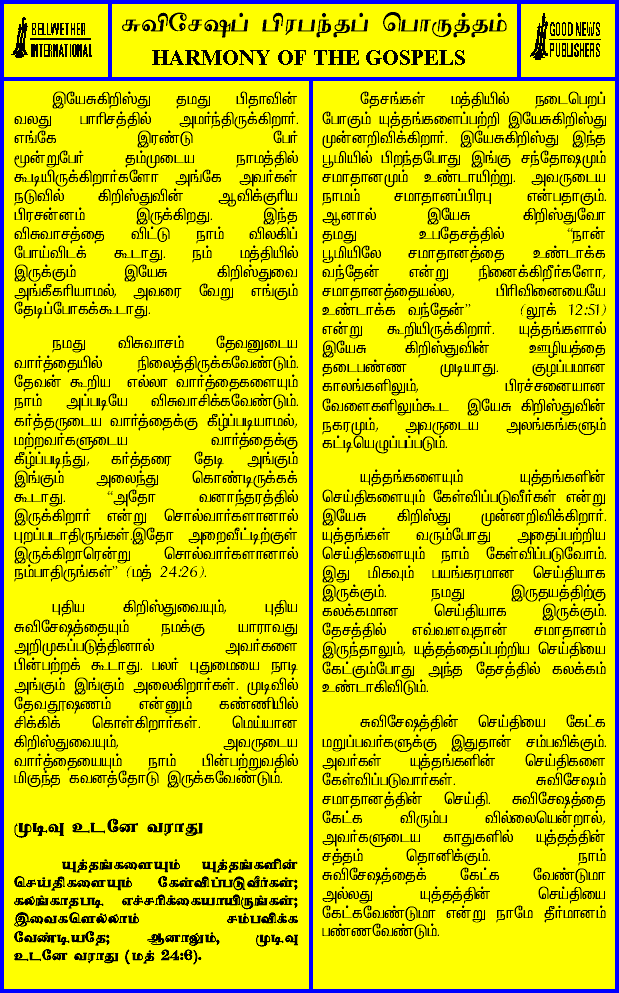 BELLWETHER
INTERNATIONAL
சுவிசேஷப் பிரபந்தப் பொருத்தம்
HARMONY OF THE GOSPELS
GOOD NEWS
PUBLISHERS
இயேசுகிறிஸ்து தமது பிதாவின்
வலது பாரிசத்தில் அமர்ந்திருக்கிறார்.
எங்கே இரண்டு பேர்
மூன்றுபேர் தம்முடைய நாமத்தில்
கூடியிருக்கிறார்களோ அங்கே அவர்கள்
நடுவில் கிறிஸ்துவின் ஆவிக்குரிய
பிரசன்னம் இருக்கிறது. இந்த
விசுவாசத்தை விட்டு நாம் விலகிப்
போய்விடக் கூடாது. நம் மத்தியில்
இருக்கும் இயேசு கிறிஸ்துவை
அங்கீகரியாமல், அவரை வேறு எங்கும்
தேடிப்போகக்கூடாது.
நமது விசுவாசம் தேவனுடைய
வார்த்தையில் நிலைத்திருக்கவேண்டும்.
தேவன் கூறிய எல்லா வார்த்தைகளையும்
நாம் அப்படியே விசுவாசிக்கவேண்டும்.
கர்த்தருடைய வார்த்தைக்கு கீழ்ப்படியாமல்,
மற்றவர்களுடைய வார்த்தைக்கு
கீழ்ப்படிந்து, கர்த்தரை தேடி அங்கும்
இங்கும் அலைந்து கொண்டிருக்கக்
கூடாது. "அதோ வனாந்தரத்தில்
இருக்கிறார் என்று சொல்வார்களானால்
புறப்படாதிருங்கள்.இதோ அறைவீட்டிற்குள்
இருக்கிறாரென்று சொல்வார்களானால்
நம்பாதிருங்கள்" (மத் 24:26).
புதிய கிறிஸ்துவையும், புதிய
சுவிசேஷத்தையும் நமக்கு யாராவது
அறிமுகப்படுத்தினால் அவர்களை
பின்பற்றக் கூடாது. பலர் புதுமையை நாடி
அங்கும் இங்கும் அலைகிறார்கள். முடிவில்
தேவதூஷணம் என்னும் கண்ணியில்
சிக்கிக் கொள்கிறார்கள். மெய்யான
கிறிஸ்துவையும், அவருடைய
வார்த்தையையும் நாம் பின்பற்றுவதில்
மிகுந்த கவனத்தோடு இருக்கவேண்டும்.
முடிவு உடனே வராது
யுத்தங்களையும் யுத்தங்களின்
செய்திகளையும் கேள்விப்படுவீர்கள்;
கலங்காதபடி எச்சரிக்கையாயிருங்கள்;
இவைகளெல்லாம் சம்பவிக்க
வேண்டியதே; ஆனாலும், முடிவு
உடனே வராது (மத் 24:6).
தேசங்கள் மத்தியில் நடைபெறப்
போகும் யுத்தங்களைப்பற்றி இயேசுகிறிஸ்து
முன்னறிவிக்கிறார். இயேசுகிறிஸ்து இந்த
பூமியில் பிறந்தபோது இங்கு சந்தோஷமும்
சமாதானமும் உண்டாயிற்று. அவருடைய
நாமம் சமாதானப்பிரபு என்பதாகும்.
ஆனால் இயேசு கிறிஸ்துவோ
தமது உபதேசத்தில் "நான்
பூமியிலே சமாதானத்தை உண்டாக்க
வந்தேன் என்று நினைக்கிறீர்களோ,
சமாதானத்தையல்ல, பிரிவினையையே
உண்டாக்க வந்தேன்" (லூக் 12:51)
என்று கூறியிருக்கிறார். யுத்தங்களால்
இயேசு கிறிஸ்துவின் ஊழியத்தை
தடைபண்ண முடியாது. குழப்பமான
காலங்களிலும், பிரச்சனையான
வேளைகளிலும்கூட இயேசு கிறிஸ்துவின்
நகரமும், அவருடைய அலங்கங்களும்
கட்டியெழுப்பப்படும்.
யுத்தங்களையும் யுத்தங்களின்
செய்திகளையும் கேள்விப்படுவீர்கள் என்று
இயேசு கிறிஸ்து முன்னறிவிக்கிறார்.
யுத்தங்கள் வரும்போது அதைப்பற்றிய
செய்திகளையும் நாம் கேள்விப்படுவோம்.
இது மிகவும் பயங்கரமான செய்தியாக
இருக்கும். நமது இருதயத்திற்கு
கலக்கமான செய்தியாக இருக்கும்.
தேசத்தில் எவ்வளவுதான் சமாதானம்
இருந்தாலும், யுத்தத்தைப்பற்றிய செய்தியை
கேட்கும்போது அந்த தேசத்தில் கலக்கம்
உண்டாகிவிடும்.
சுவிசேஷத்தின் செய்தியை கேட்க
மறுப்பவர்களுக்கு இதுதான் சம்பவிக்கும்.
அவர்கள் யுத்தங்களின் செய்திகளை
கேள்விப்படுவார்கள். சுவிசேஷம்
சமாதானத்தின் செய்தி. சுவிசேஷத்தை
கேட்க விரும்ப வில்லையென்றால்,
அவர்களுடைய காதுகளில் யுத்தத்தின்
சத்தம் தொனிக்கும். நாம்
சுவிசேஷத்தைக் கேட்க வேண்டுமா
அல்லது யுத்தத்தின் செய்தியை
கேட்கவேண்டுமா என்று நாமே தீர்மானம்
பண்ணவேண்டும்.